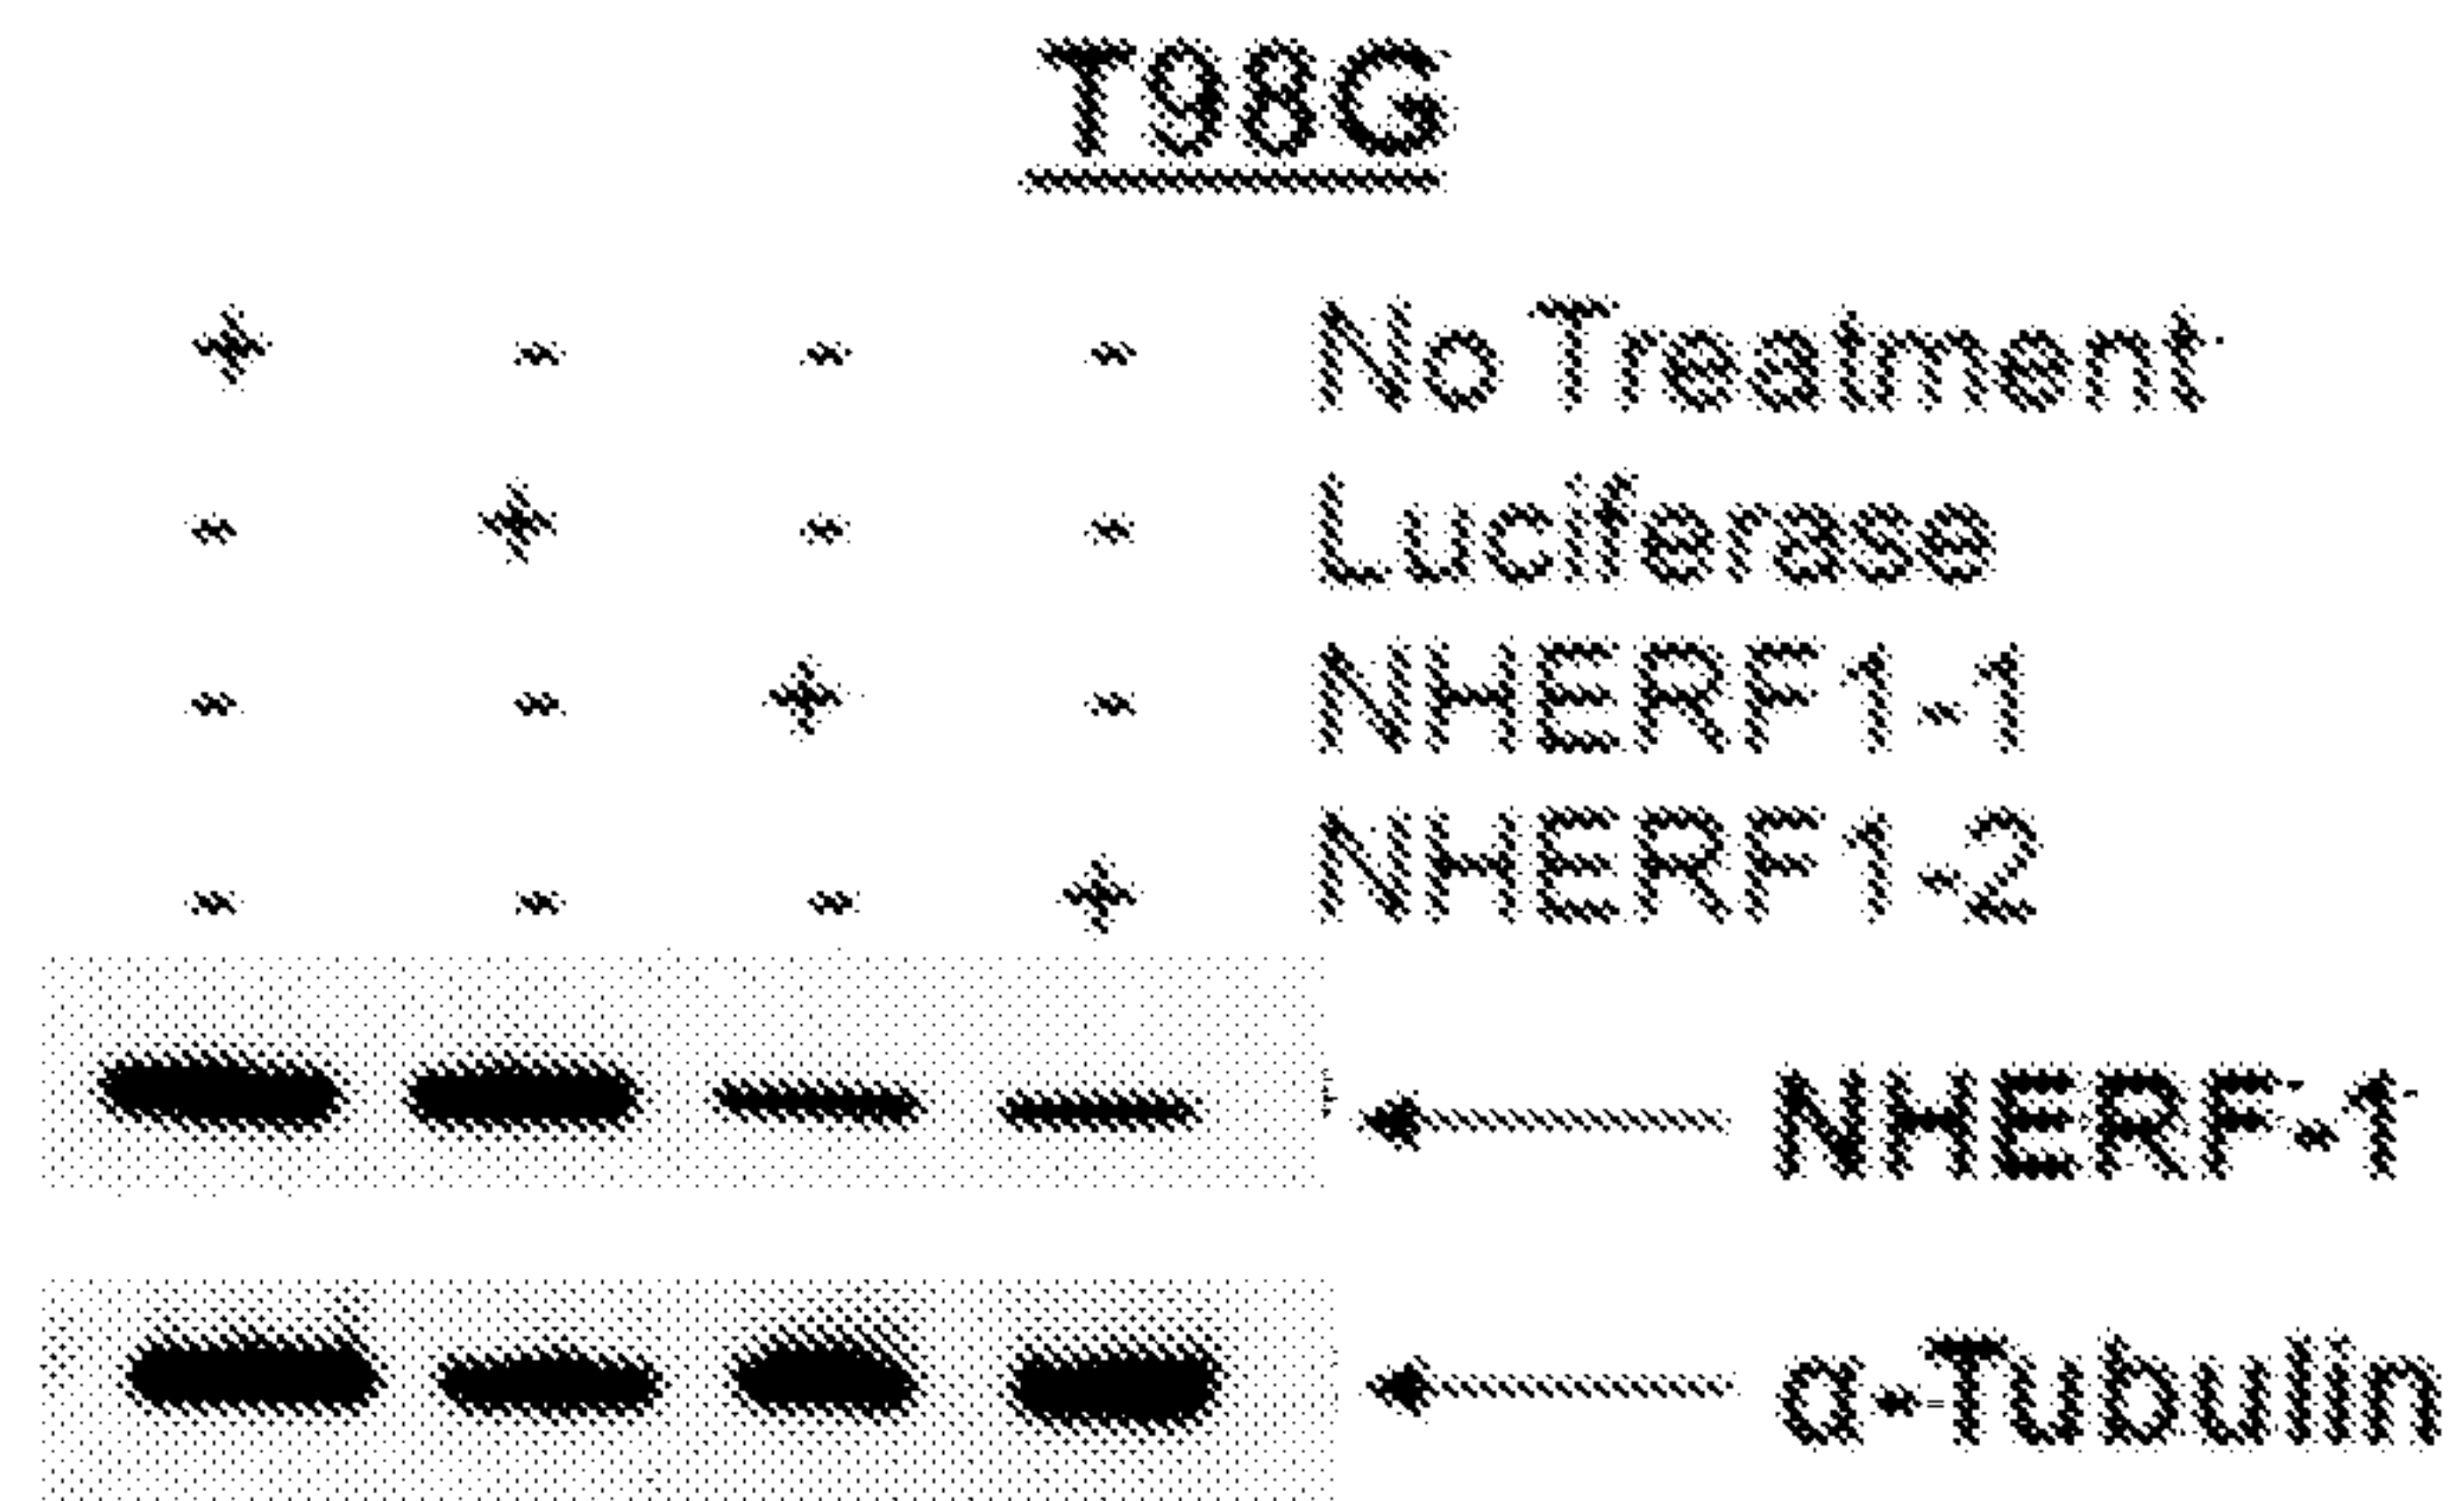 T98G
+ - - - No Treatment
- + - - Luciferase
- - + - NHERF1-1
- - - + NHERF1-2
NHERF-1
α-Tubulin